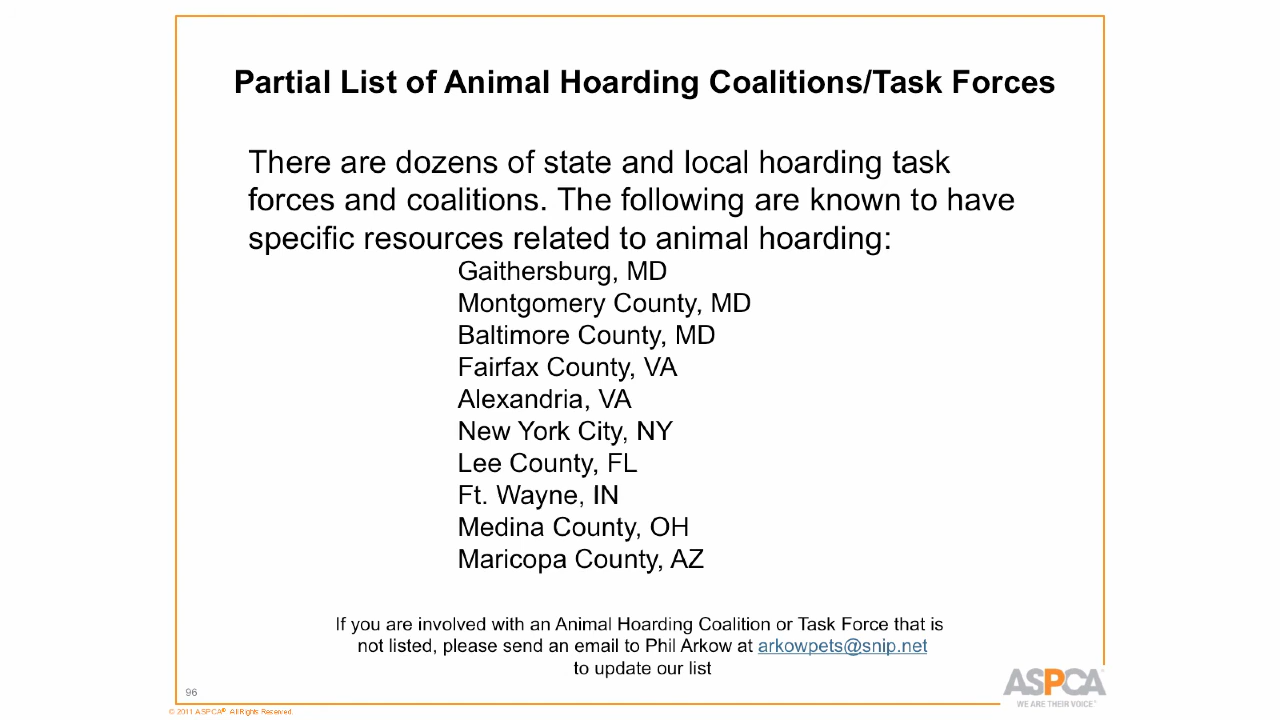 Partial List of Animal Hoarding Coalitions/Task Forces
There are dozens of state and local hoarding task
forces and coalitions. The following are known to have
specific resources related to animal hoarding:
Gaithersburg, MD
Montgomery County, MD
Baltimore County, MD
Fairfax County, VA
Alexandria, VA
New York City, NY
Lee County, FL
Ft. Wayne, IN
Medina County, OH
Maricopa County, AZ
If you are involved with an Animal Hoarding Coalition or Task Force that is
not listed, please send an email to Phil Arkow at arkowpets@snip.net
to update our list
96
ASPCA
WE ARE THEIR VOICE™
© 2011 ASPCA® All Rights Reserved.